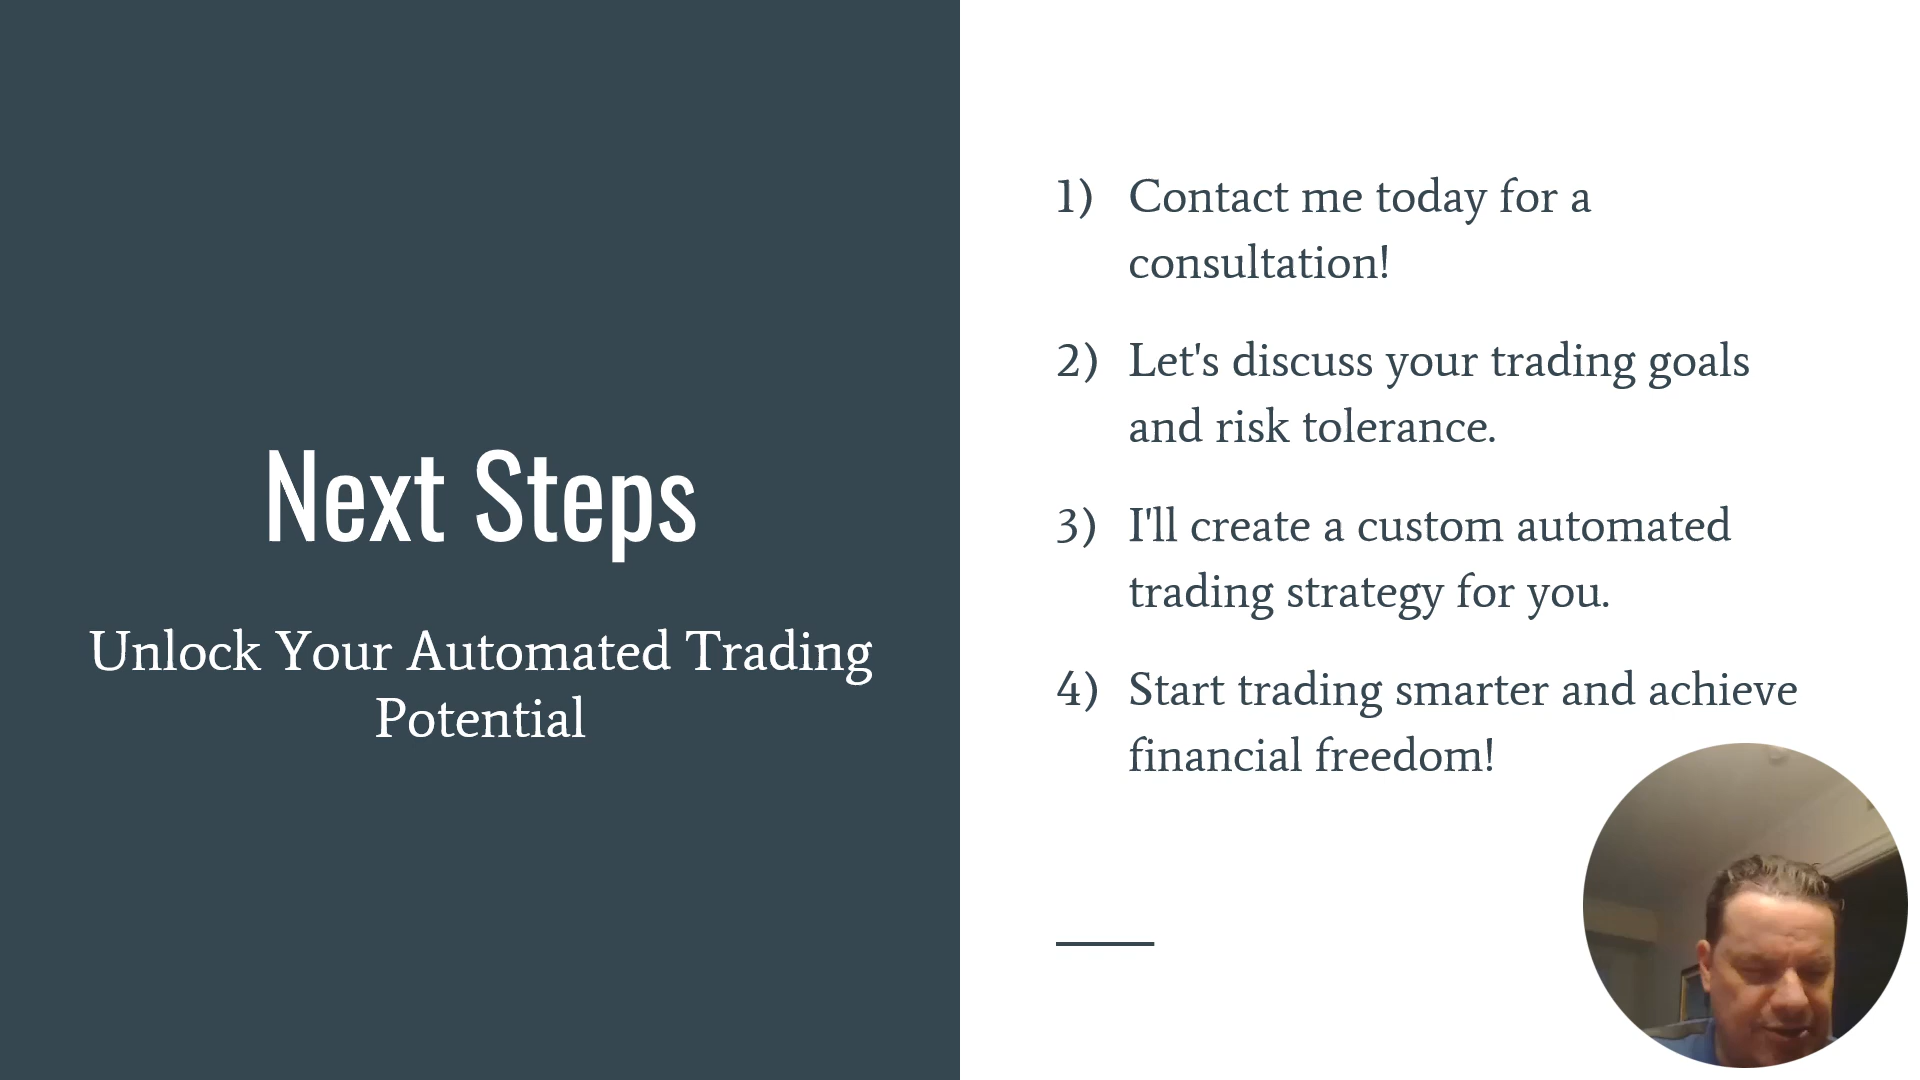 Next Steps
Unlock Your Automated Trading
Potential
1) Contact me today for a
consultation!
2) Let's discuss your trading goals
and risk tolerance.
3) I'll create a custom automated
trading strategy for you.
4) Start trading smarter and achieve
financial freedom!